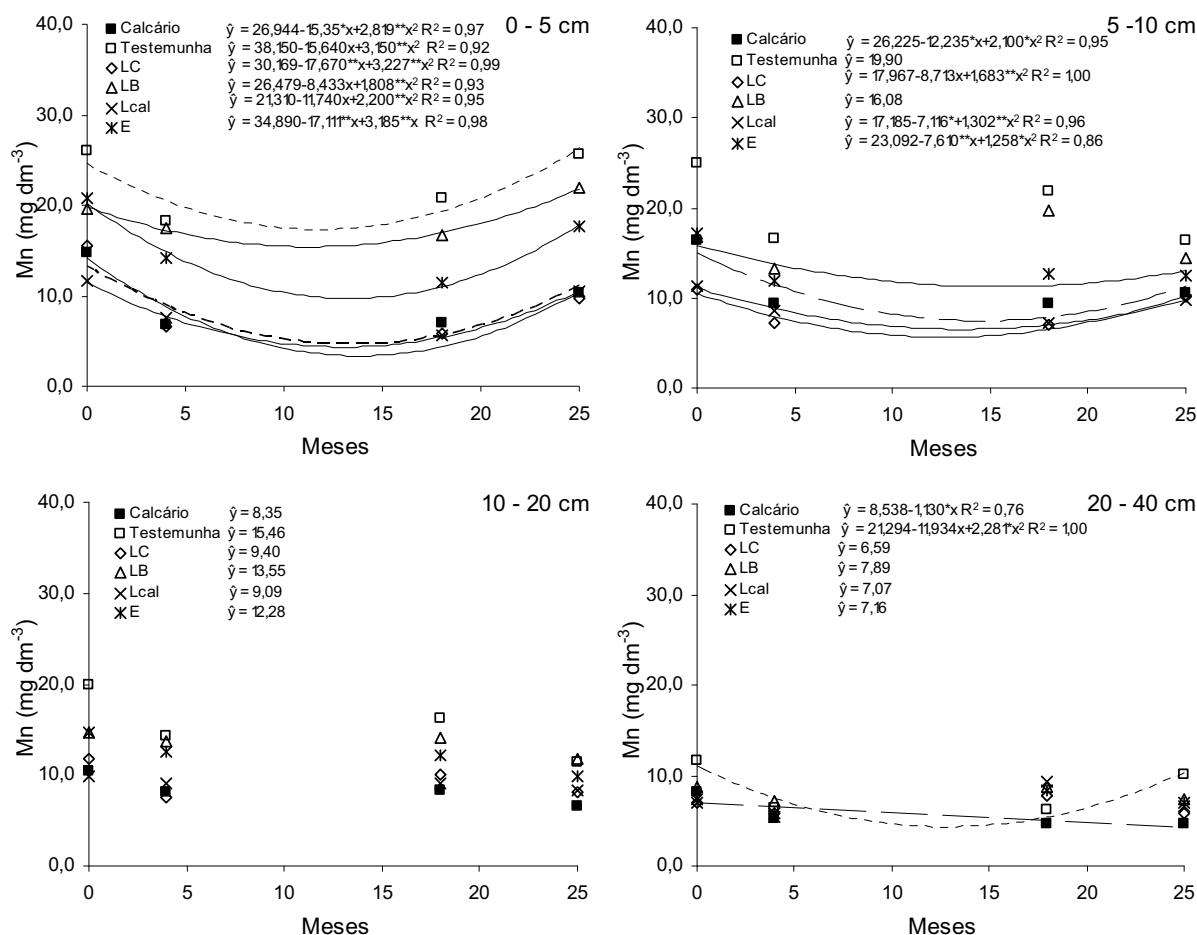 0 - 5 cm
Mn (mg dm-3)
40,0
30,0
20,0
10,0
0,0
Calcário ŷ = 26,944-15,35*x+2,819**x² R² = 0,97
Testemunha ŷ = 38,150-15,640x+3,150**x² R² = 0,92
LC ŷ = 30,169-17,670**x+3,227**x² R² = 0,99
LB ŷ = 26,479-8,433x+1,808**x² R² = 0,93
Lcal ŷ = 21,310-11,740x+2,200**x² R² = 0,95
E ŷ = 34,890-17,111**x+3,185**x R² = 0,98
0 5 10 15 20 25
Meses
5 -10 cm
Mn (mg dm-3)
40,0
30,0
20,0
10,0
0,0
Calcário ŷ = 26,225-12,235*x+2,100*x² R² = 0,95
Testemunha ŷ = 19,90
LC ŷ = 17,967-8,713x+1,683**x² R² = 1,00
LB ŷ = 16,08
Lcal ŷ = 17,185-7,116*+1,302**x² R² = 0,96
E ŷ = 23,092-7,610**x+1,258*x² R² = 0,86
0 5 10 15 20 25
Meses
10 - 20 cm
Mn (mg dm-3)
40,0
30,0
20,0
10,0
0,0
Calcário ŷ = 8,35
Testemunha ŷ = 15,46
LC ŷ = 9,40
LB ŷ = 13,55
Lcal ŷ = 9,09
E ŷ = 12,28
0 5 10 15 20 25
Meses
20 - 40 cm
Mn (mg dm-3)
40,0
30,0
20,0
10,0
0,0
Calcário ŷ = 8,538-1,130*x R² = 0,76
Testemunha ŷ = 21,294-11,934x+2,281*x² R² = 1,00
LC ŷ = 6,59
LB ŷ = 7,89
Lcal ŷ = 7,07
E ŷ = 7,16
0 5 10 15 20 25
Meses